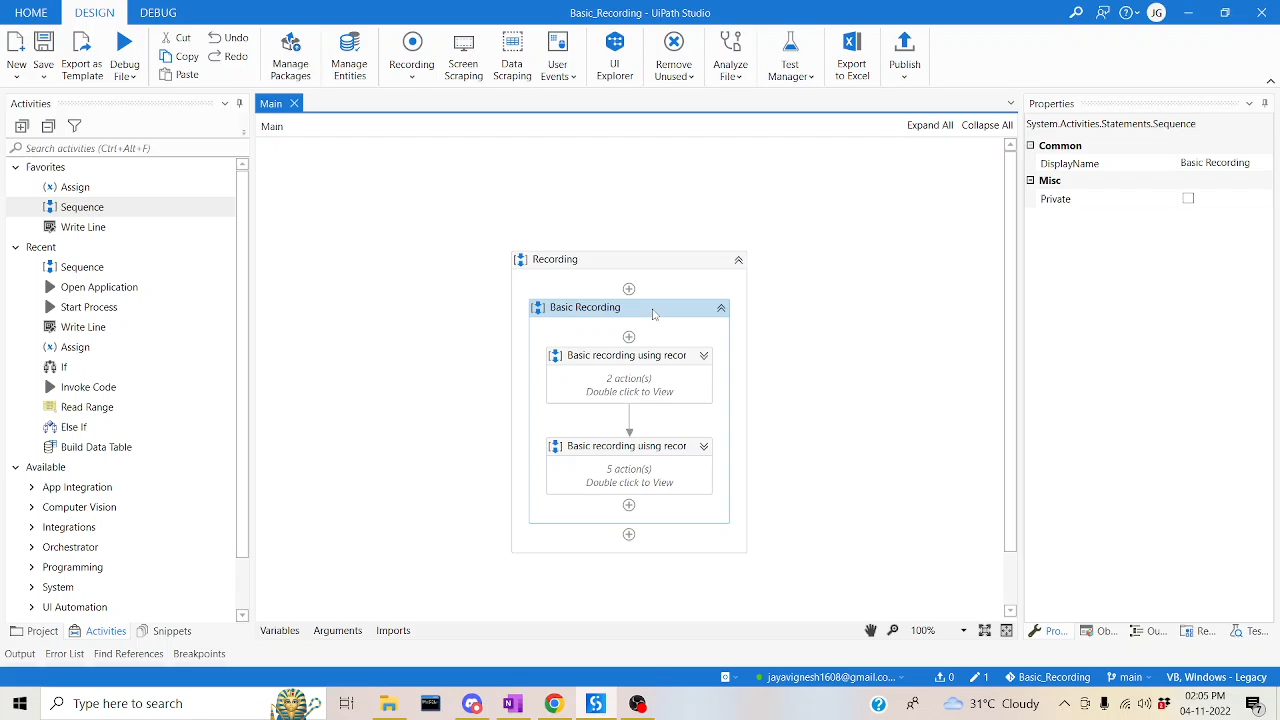 HOME DESIGN DEBUG Basic_Recording - UiPath Studio JG
New Save Export as Template Debug File Cut Copy Paste Undo Redo Manage Packages Manage Entities Recording Screen Scraping Data Scraping User Events UI Explorer Remove Unused Analyze File Test Manager Export to Excel Publish
Activities
Search activities (Ctrl+Alt+F)
Favorites
Assign
Sequence
Write Line
Recent
Sequence
Open Application
Start Process
Write Line
Assign
If
Invoke Code
Read Range
Else If
Build Data Table
Available
App Integration
Computer Vision
Integrations
Orchestrator
Programming
System
UI Automation
Project Activities Snippets
Main
Main Expand All Collapse All
Recording
Basic Recording
Basic recording using recor
2 action(s)
Double click to View
Basic recording uisng recor
5 action(s)
Double click to View
Variables Arguments Imports 100%
Properties
System.Activities.Statements.Sequence
Common
DisplayName Basic Recording
Misc
Private
Pro... Ob... Ou... Re... Tes...
Output Error List Find References Breakpoints
jayavignesh1608@gmail.co... 0 1 Basic_Recording main VB, Windows - Legacy
Type here to search 31°C Cloudy 02:05 PM
04-11-2022 7